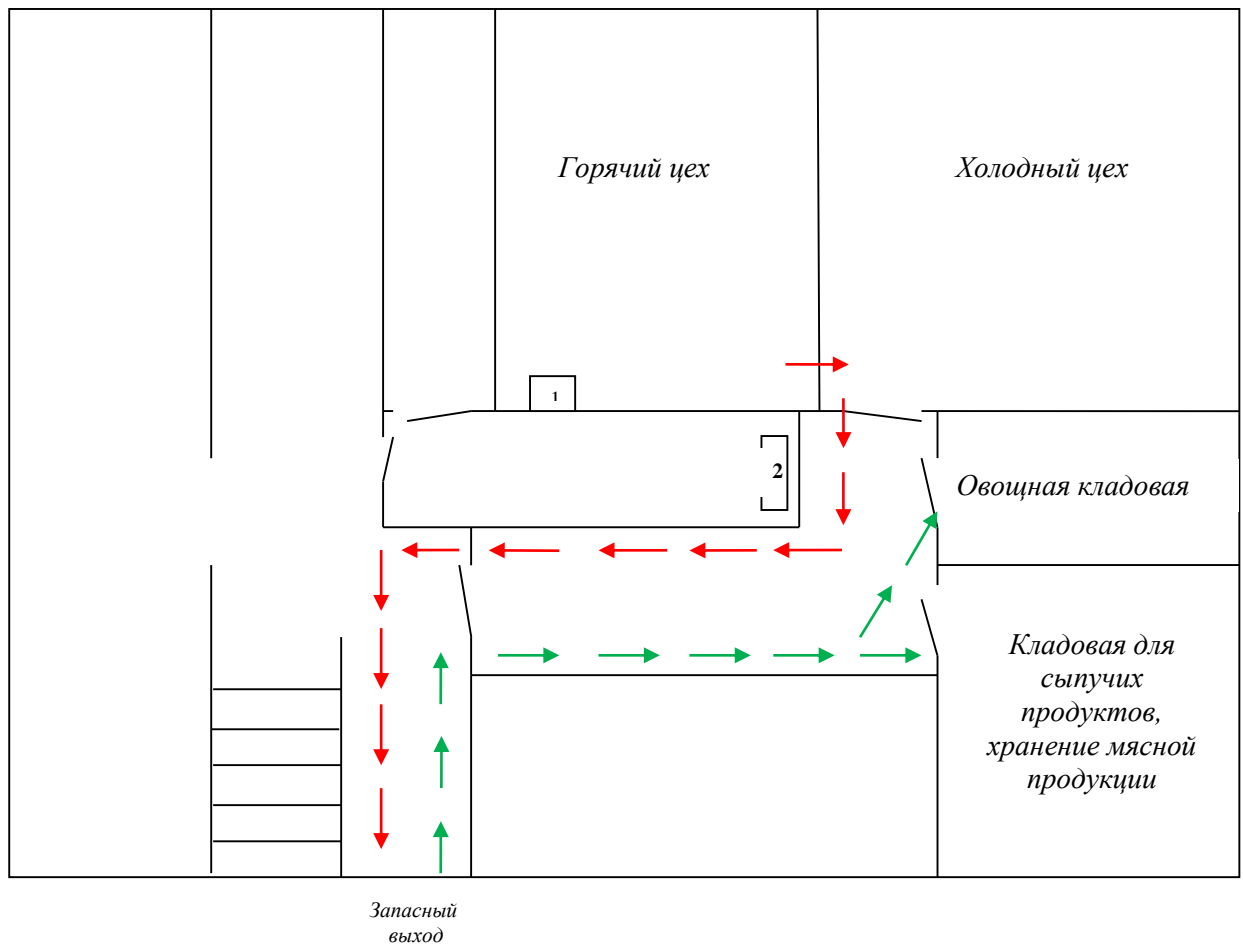 Горячий цех
Холодный цех
1
2
Овощная кладовая
Кладовая для
сыпучих
продуктов,
хранение мясной
продукции
Запасный
выход